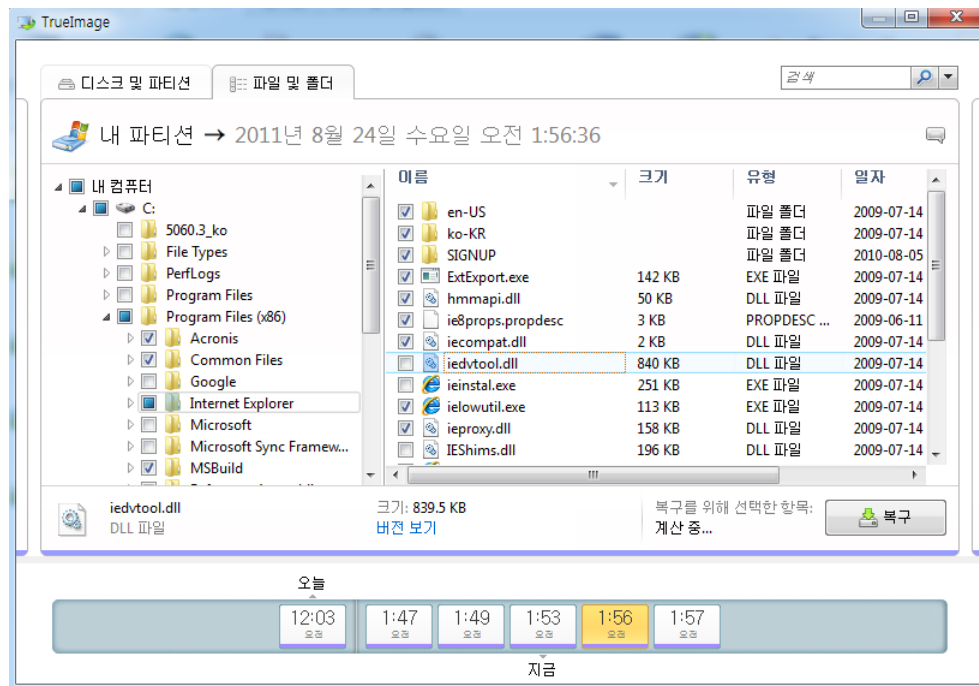 TrueImage
디스크 및 파티션
파일 및 폴더
검색
내 파티션 → 2011년 8월 24일 수요일 오전 1:56:36
내 컴퓨터
C:
5060.3_ko
File Types
PerfLogs
Program Files
Program Files (x86)
Acronis
Common Files
Google
Internet Explorer
Microsoft
Microsoft Sync Framew...
MSBuild
이름 크기 유형 일자
en-US 파일 폴더 2009-07-14
ko-KR 파일 폴더 2009-07-14
SIGNUP 파일 폴더 2010-08-05
ExtExport.exe 142 KB EXE 파일 2009-07-14
hmmapi.dll 50 KB DLL 파일 2009-07-14
ie8props.propdesc 3 KB PROPDESC ... 2009-06-11
iecompat.dll 2 KB DLL 파일 2009-07-14
iedvtool.dll 840 KB DLL 파일 2009-07-14
ieinstal.exe 251 KB EXE 파일 2009-07-14
ielowutil.exe 113 KB EXE 파일 2009-07-14
ieproxy.dll 158 KB DLL 파일 2009-07-14
IEShims.dll 196 KB DLL 파일 2009-07-14
iedvtool.dll
DLL 파일
크기: 839.5 KB
버전 보기
복구를 위해 선택한 항목:
계산 중...
복구
오늘
12:03 오전
1:47 오전
1:49 오전
1:53 오전
1:56 오전
1:57 오전
지금